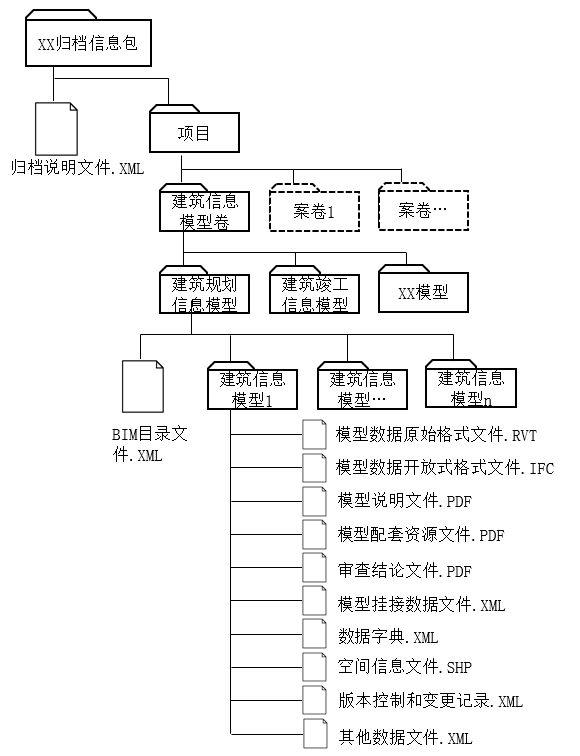 XX归档信息包
归档说明文件.XML
项目
建筑信息
模型卷
案卷1
案卷…
建筑规划
信息模型
建筑竣工
信息模型
XX模型
BIM目录文
件.XML
建筑信息
模型1
建筑信息
模型…
建筑信息
模型n
模型数据原始格式文件.RVT
模型数据开放式格式文件.IFC
模型说明文件.PDF
模型配套资源文件.PDF
审查结论文件.PDF
模型挂接数据文件.XML
数据字典.XML
空间信息文件.SHP
版本控制和变更记录.XML
其他数据文件.XML